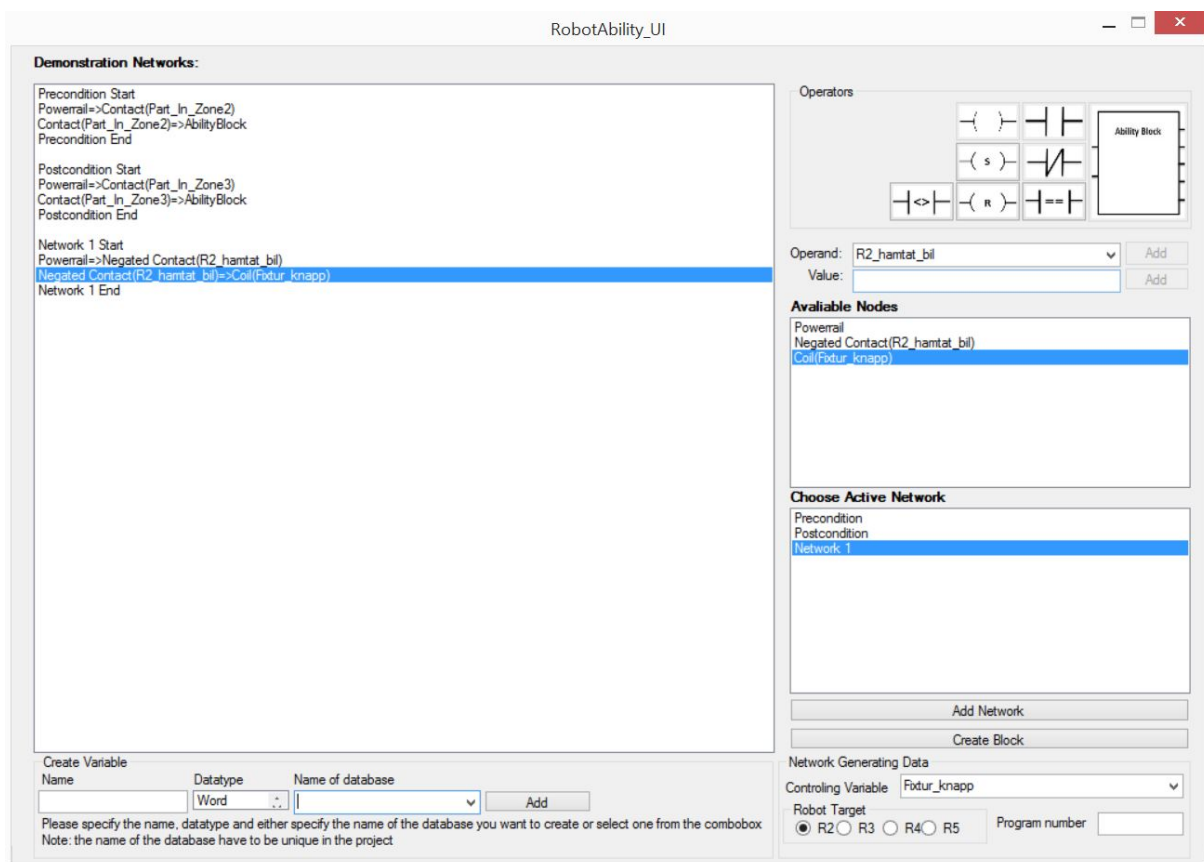 RobotAbility_UI
Demonstration Networks:
Precondition Start
Powerrail=>Contact(Part_In_Zone2)
Contact(Part_In_Zone2)=>AbilityBlock
Precondition End
Postcondition Start
Powerrail=>Contact(Part_In_Zone3)
Contact(Part_In_Zone3)=>AbilityBlock
Postcondition End
Network 1 Start
Powerrail=>Negated Contact(R2_hamtat_bil)
Negated Contact(R2_hamtat_bil)=>Coil(Fixtur_knapp)
Network 1 End
Operators
Ability Block
S
<> R ==
Operand: R2_hamtat_bil Add
Value: Add
Avaliable Nodes
Powerrail
Negated Contact(R2_hamtat_bil)
Coil(Fixtur_knapp)
Choose Active Network
Precondition
Postcondition
Network 1
Add Network
Create Block
Create Variable
Name Datatype Name of database
Word Add
Please specify the name, datatype and either specify the name of the database you want to create or select one from the combobox
Note: the name of the database have to be unique in the project
Network Generating Data
Controling Variable Fixtur_knapp
Robot Target
R2 R3 R4 R5 Program number